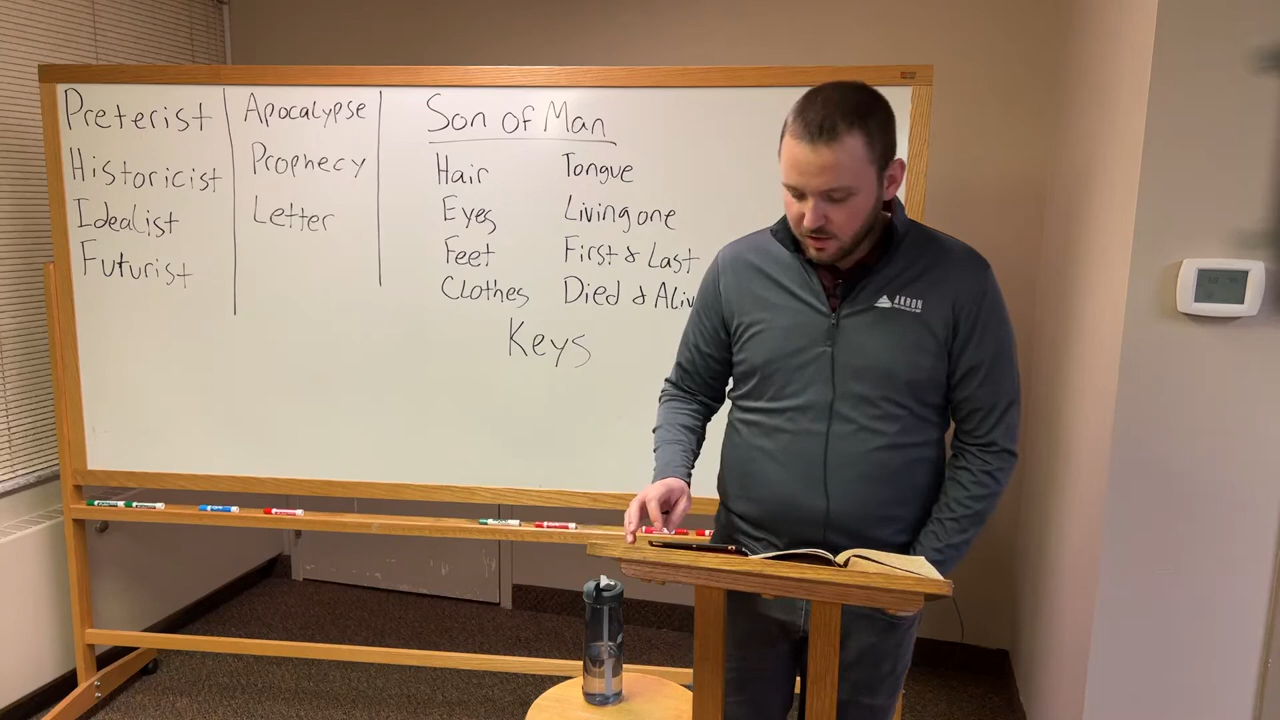 Preterist
Historicist
Idealist
Futurist
Apocalypse
Prophecy
Letter
Son of Man
Hair Tongue
Eyes Living one
Feet First & Last
Clothes Died & Aliv
Keys
AKRON